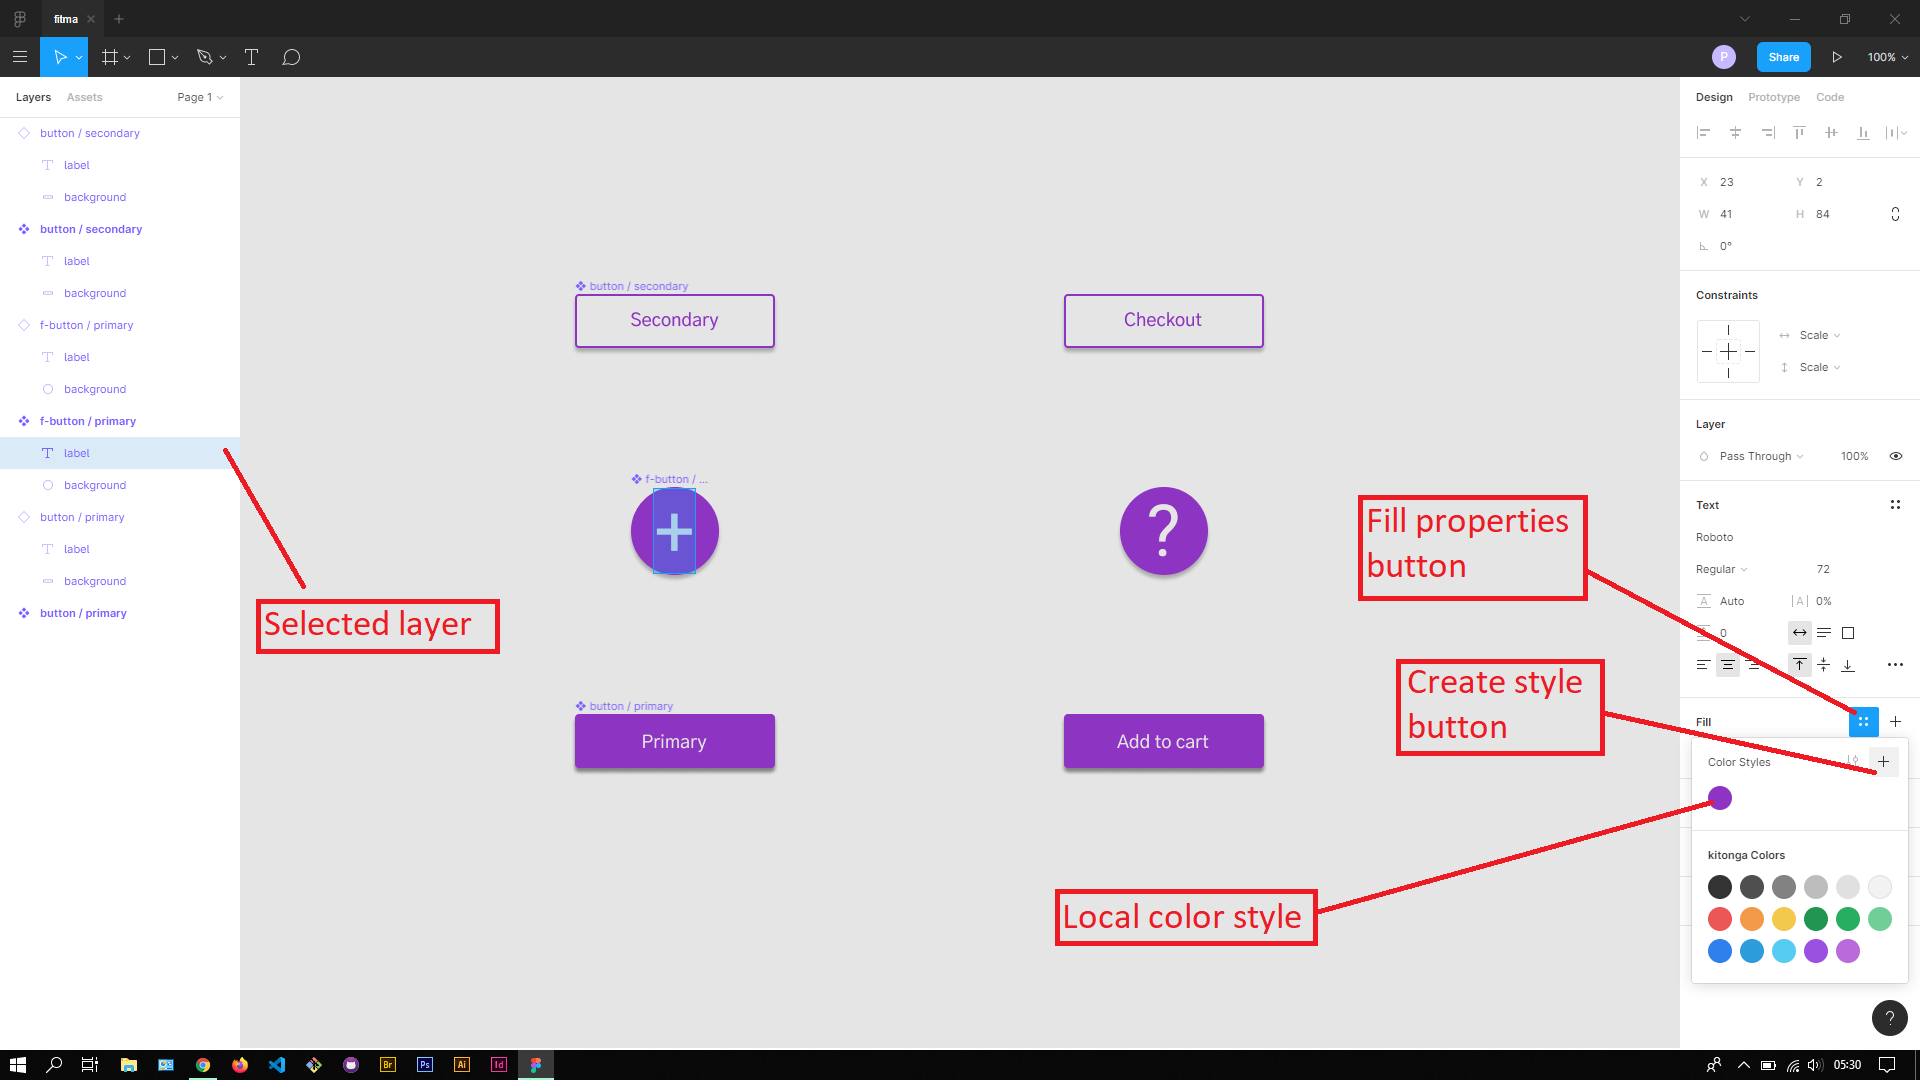 fitma
P
Share
100%
Layers
Assets
Page 1
button / secondary
label
background
button / secondary
label
background
f-button / primary
label
background
f-button / primary
label
background
button / primary
label
background
button / primary
button / secondary
Secondary
Checkout
f-button / ...
+
?
button / primary
Primary
Add to cart
Selected layer
Fill properties
button
Create style
button
Local color style
Design
Prototype
Code
X 23
Y 2
W 41
H 84
0°
Constraints
Scale
Scale
Layer
Pass Through
100%
Text
Roboto
Regular
72
A Auto
|A| 0%
0
Fill
Color Styles
kitonga Colors
?
Br
Ps
Ai
Id
05:30